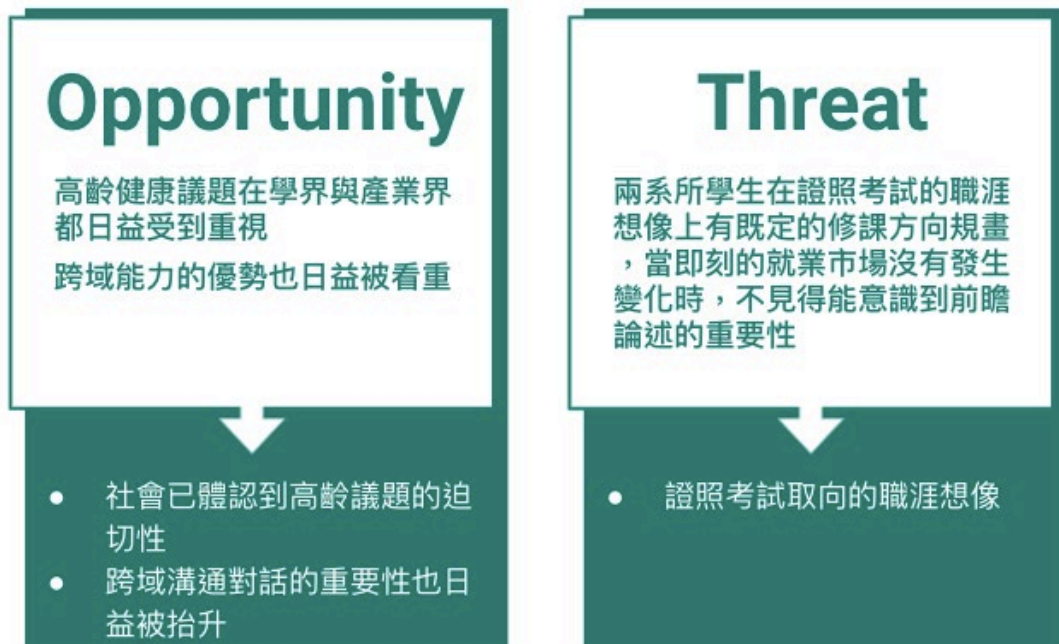 Opportunity
高齡健康議題在學界與產業界
都日益受到重視
跨域能力的優勢也日益被看重
社會已體認到高齡議題的迫
切性
跨域溝通對話的重要性也日
益被抬升
Threat
兩系所學生在證照考試的職涯
想像上有既定的修課方向規畫
，當即刻的就業市場沒有發生
變化時，不見得能意識到前瞻
論述的重要性
證照考試取向的職涯想像